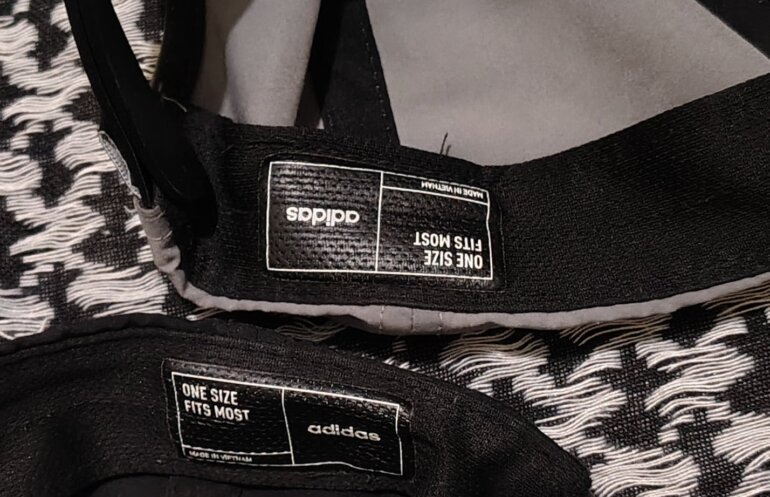 adidas
ONE SIZE
FITS MOST
MADE IN VIETNAM
ONE SIZE
FITS MOST
MADE IN VIETNAM
adidas